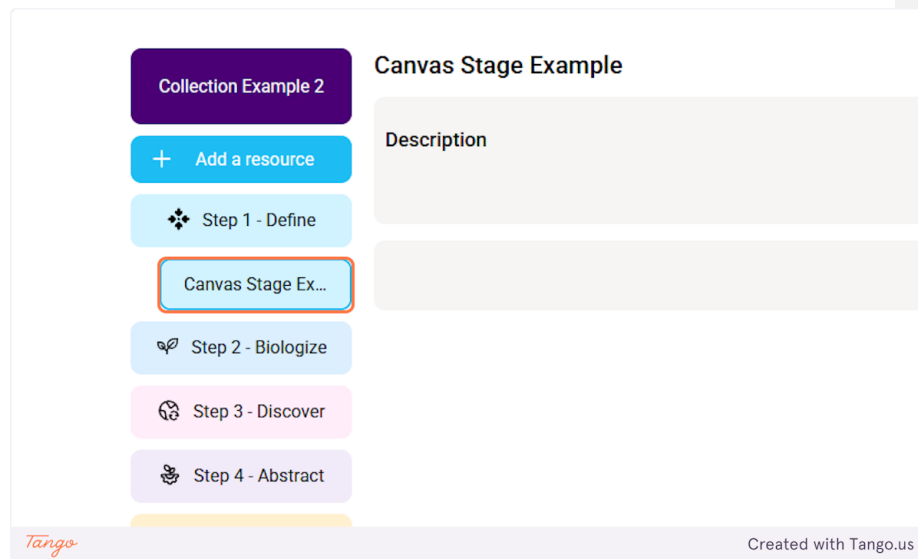 Collection Example 2
Add a resource
Step 1 - Define
Canvas Stage Ex...
Step 2 - Biologize
Step 3 - Discover
Step 4 - Abstract
Canvas Stage Example
Description
Tango
Created with Tango.us